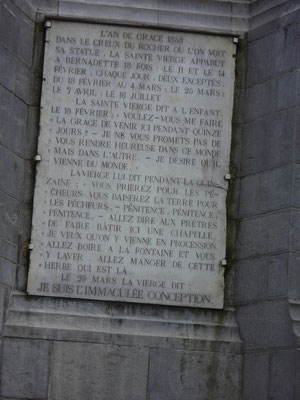 L'AN DE GRACE 1858
DANS LE CREUX DU ROCHER OU L'ON VOIT
SA STATUE, LA SAINTE VIERGE APPARUT
A BERNADETTE 18 FOIS: LE 11 ET LE 14
FÉVRIER; CHAQUE JOUR, DEUX EXCEPTÉS,
DU 18 FÉVRIER AU 4 MARS; LE 25 MARS;
LE 7 AVRIL; LE 16 JUILLET.
LA SAINTE VIERGE DIT A L'ENFANT,
LE 18 FÉVRIER: «VOULEZ-VOUS ME FAIRE
LA GRACE DE VENIR ICI PENDANT QUINZE
JOURS? – JE NE VOUS PROMETS PAS DE
VOUS RENDRE HEUREUSE DANS CE MONDE
MAIS DANS L'AUTRE. – JE DÉSIRE QU'IL
VIENNE DU MONDE.»
LA VIERGE LUI DIT PENDANT LA QUIN-
ZAINE: «VOUS PRIEREZ POUR LES PÉ-
CHEURS. VOUS BAISEREZ LA TERRE POUR
LES PÉCHEURS. – PÉNITENCE, PÉNITENCE,
PÉNITENCE. – ALLEZ DIRE AUX PRÊTRES
DE FAIRE BÂTIR ICI UNE CHAPELLE.
JE VEUX QU'ON Y VIENNE EN PROCESSION.
ALLEZ BOIRE A LA FONTAINE ET VOUS
Y LAVER. ALLEZ MANGER DE CETTE
HERBE QUI EST LÀ.
LE 25 MARS LA VIERGE DIT:
JE SUIS L'IMMACULÉE CONCEPTION